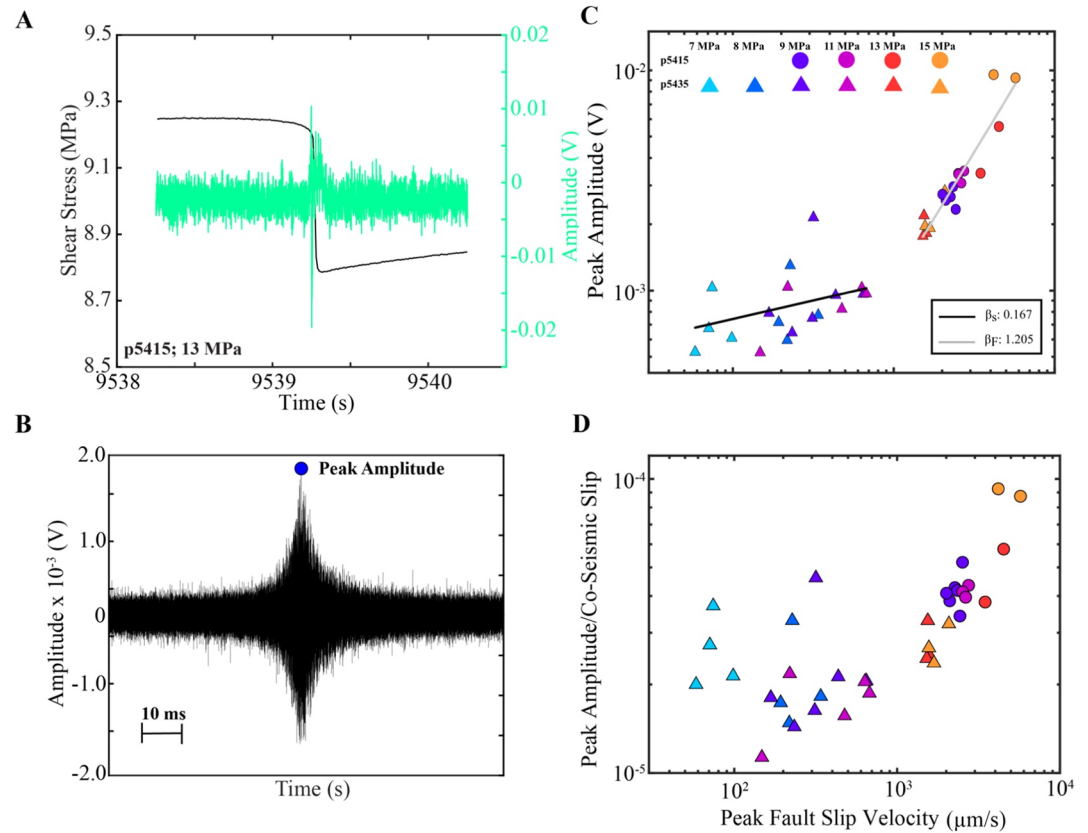 A
9.5
9.3
9.1
9.0
8.9
8.7
8.5
Shear Stress (MPa)
0.02
0.01
0
-0.01
-0.02
Amplitude (V)
p5415; 13 MPa
9538
9539
9540
Time (s)
B
2.0
1.0
0
-1.0
-2.0
Amplitude x 10⁻³ (V)
Peak Amplitude
10 ms
Time (s)
C
7 MPa 8 MPa 9 MPa 11 MPa 13 MPa 15 MPa
p5415
p5435
10⁻²
10⁻³
Peak Amplitude (V)
βs: 0.167
βF: 1.205
D
10⁻⁴
10⁻⁵
Peak Amplitude/Co-Seismic Slip
10² 10³ 10⁴
Peak Fault Slip Velocity (μm/s)